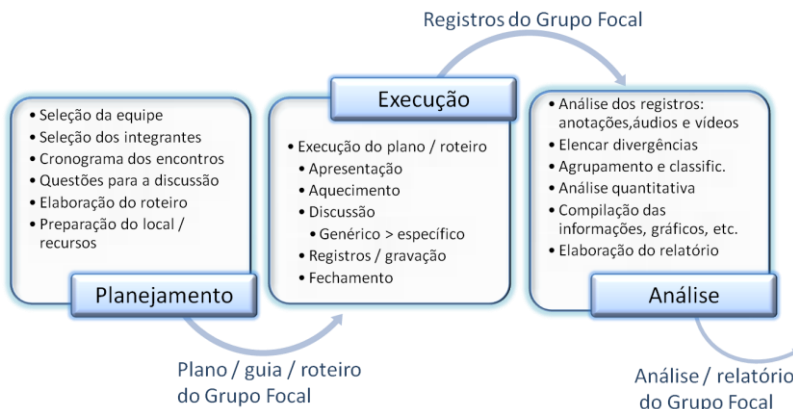 Registros do Grupo Focal
Planejamento
• Seleção da equipe
• Seleção dos integrantes
• Cronograma dos encontros
• Questões para a discussão
• Elaboração do roteiro
• Preparação do local /
recursos
Plano / guia / roteiro
do Grupo Focal
Execução
• Execução do plano / roteiro
• Apresentação
• Aquecimento
• Discussão
• Genérico > específico
• Registros / gravação
• Fechamento
• Análise dos registros:
anotações,áudios e vídeos
• Elencar divergências
• Agrupamento e classific.
• Análise quantitativa
• Compilação das
informações, gráficos, etc.
• Elaboração do relatório
Análise
Análise / relatório
do Grupo Focal